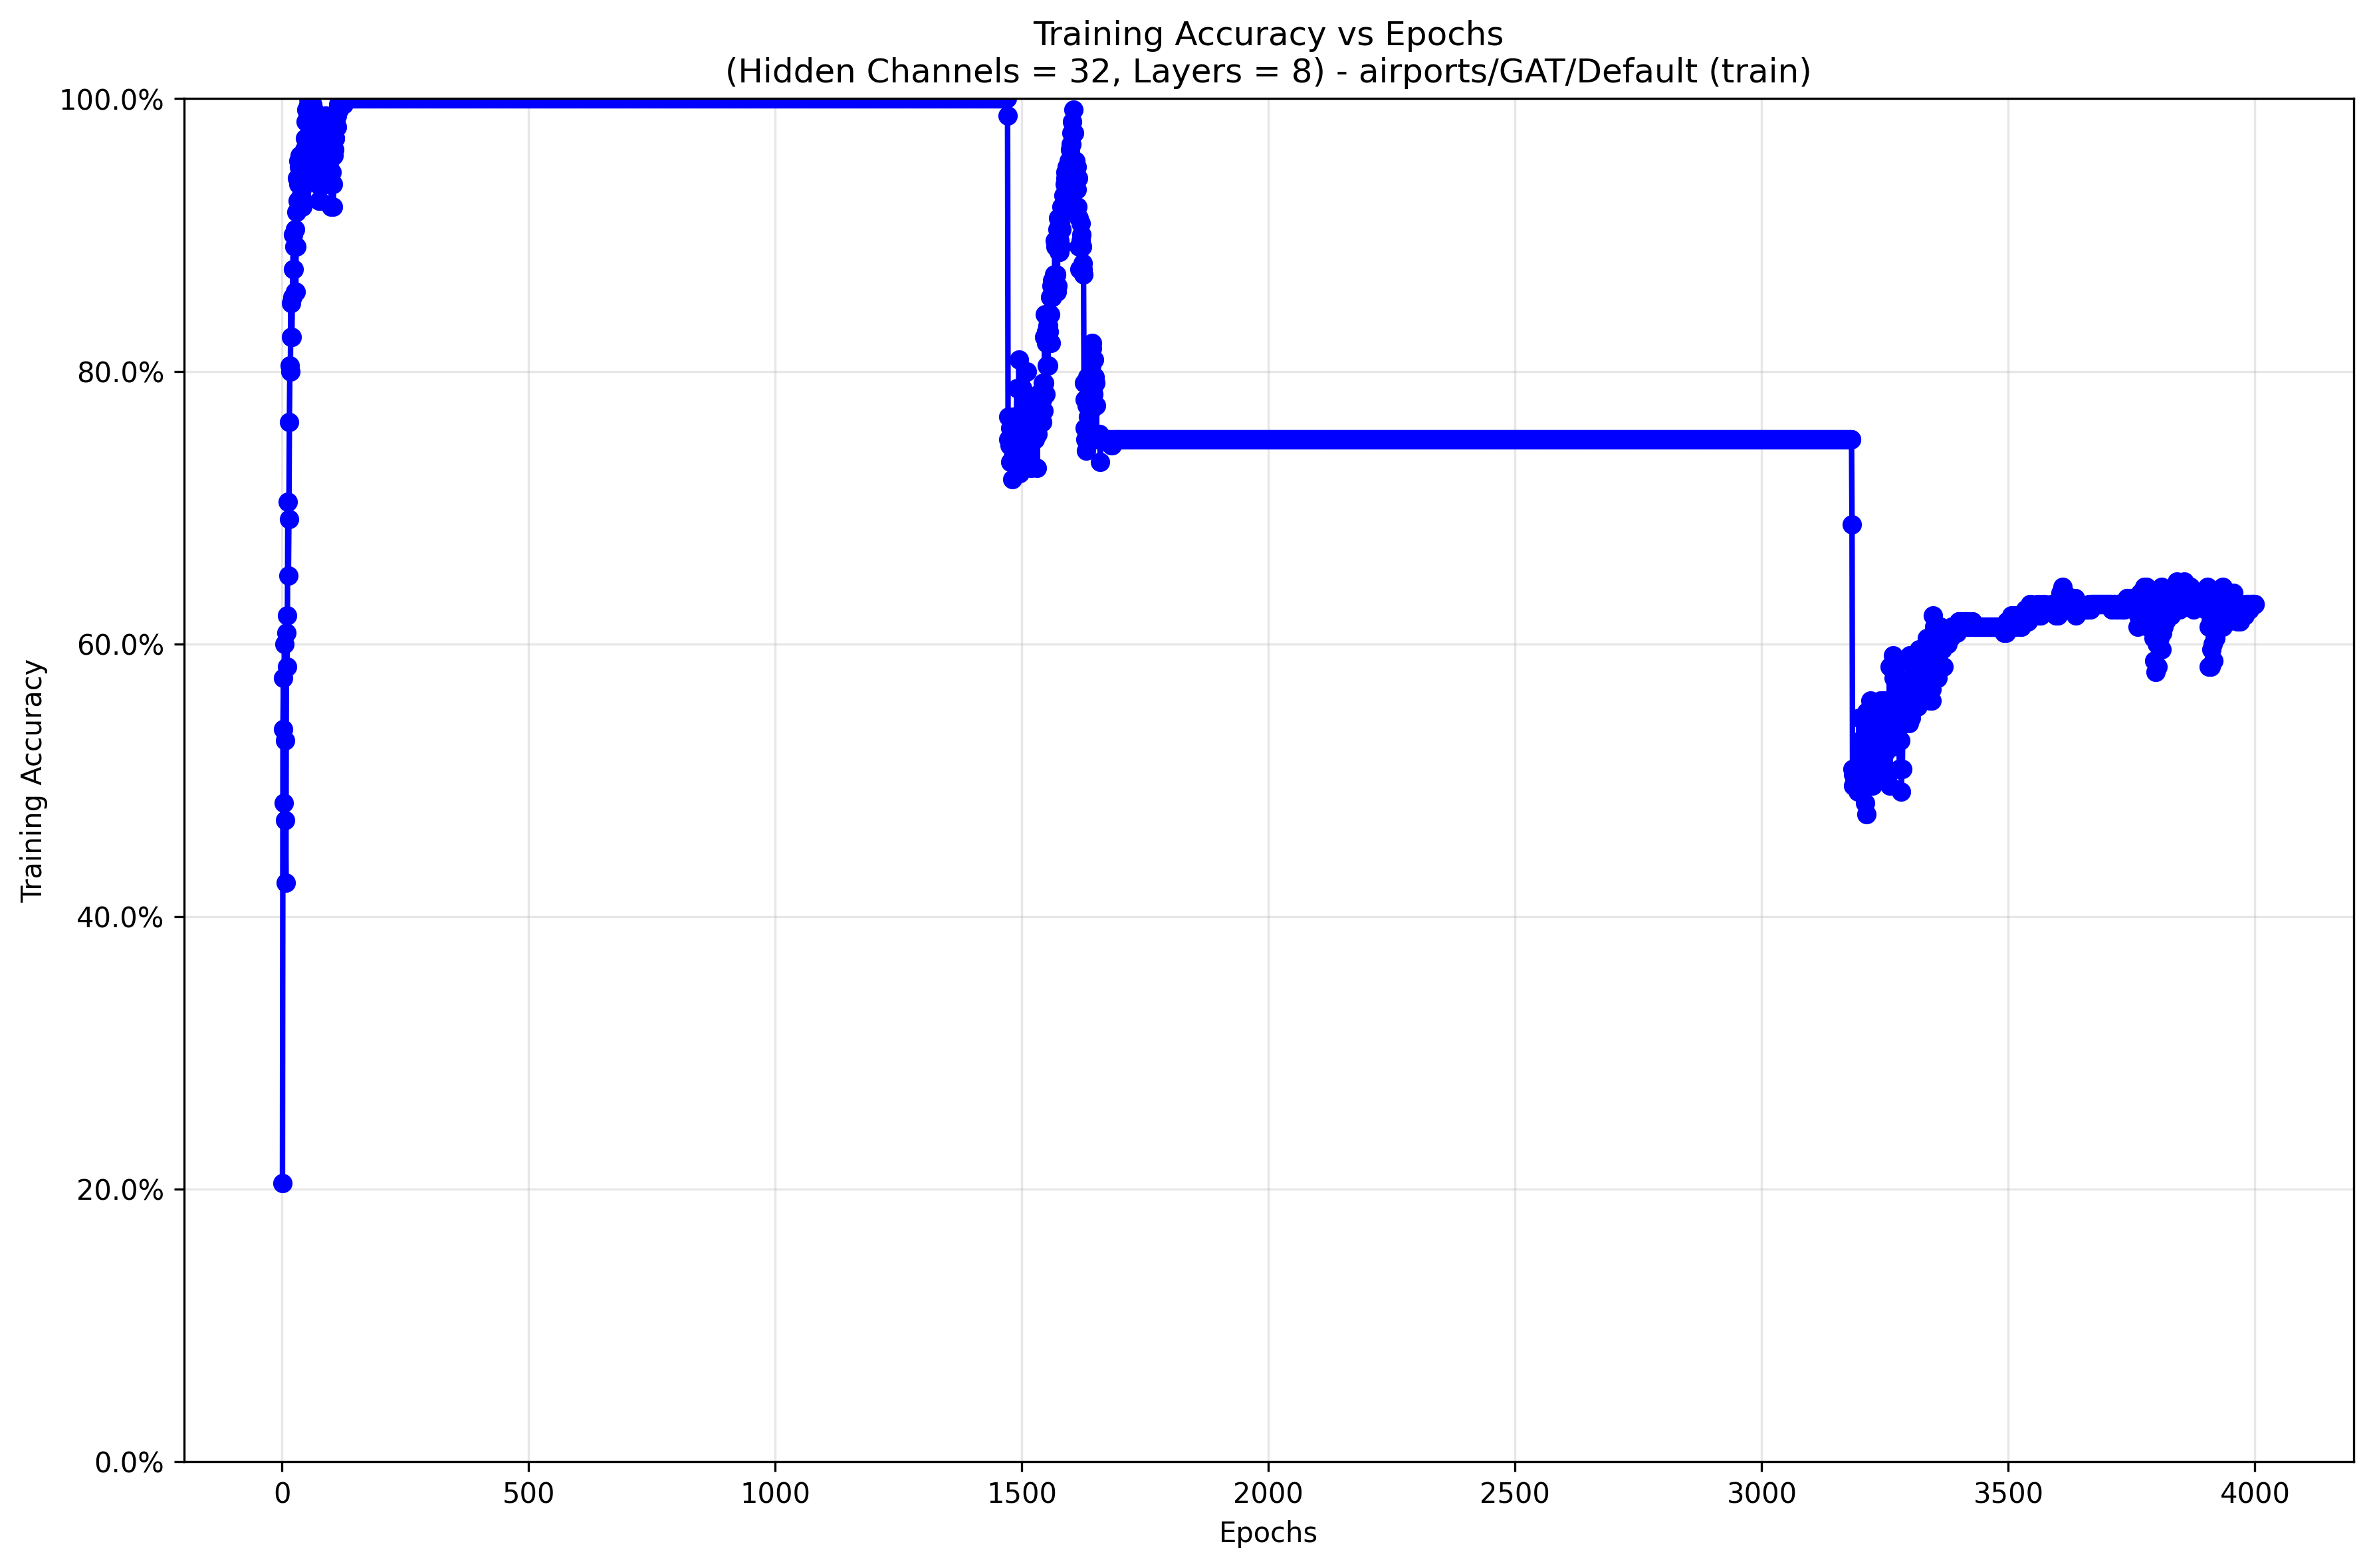 Training Accuracy vs Epochs
(Hidden Channels = 32, Layers = 8) - airports/GAT/Default (train)
Training Accuracy
100.0%
80.0%
60.0%
40.0%
20.0%
0.0%
0 500 1000 1500 2000 2500 3000 3500 4000
Epochs